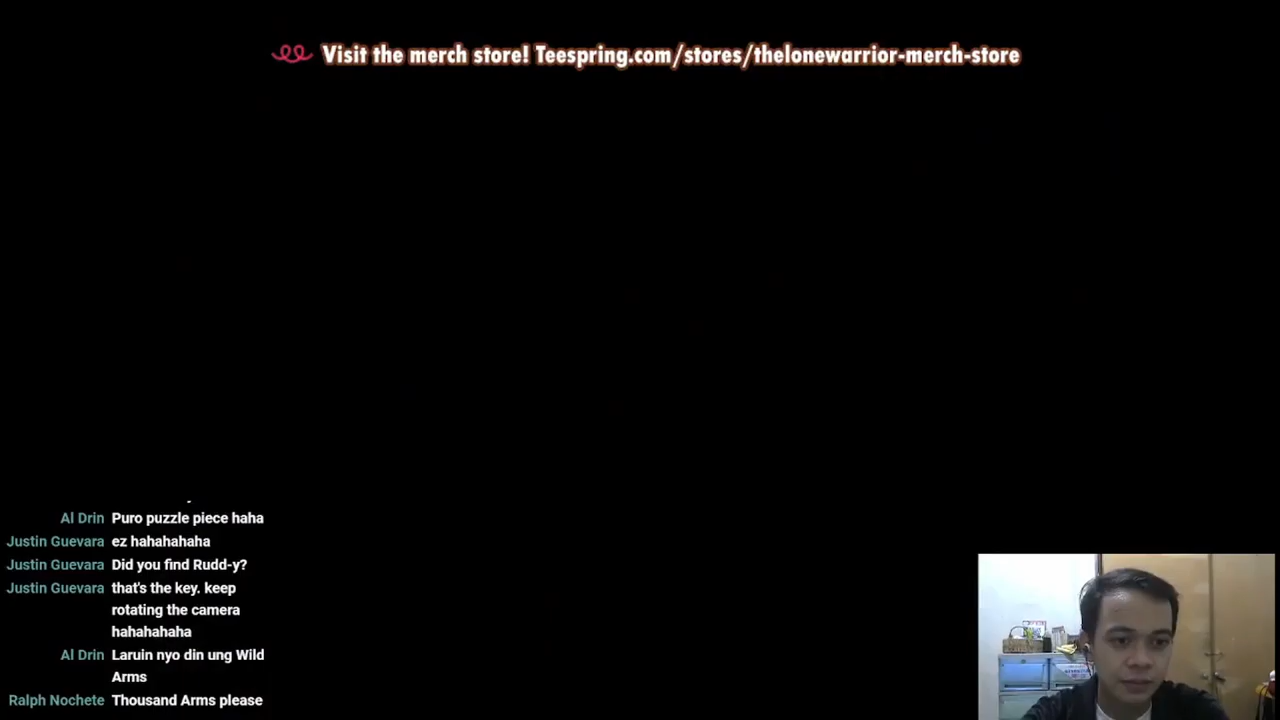 Visit the merch store! Teespring.com/stores/thelonewarrior-merch-store
Al Drin Puro puzzle piece haha
Justin Guevara ez hahahahaha
Justin Guevara Did you find Rudd-y?
Justin Guevara that's the key. keep
rotating the camera
hahahahaha
Al Drin Laruin nyo din ung Wild
Arms
Ralph Nochete Thousand Arms please